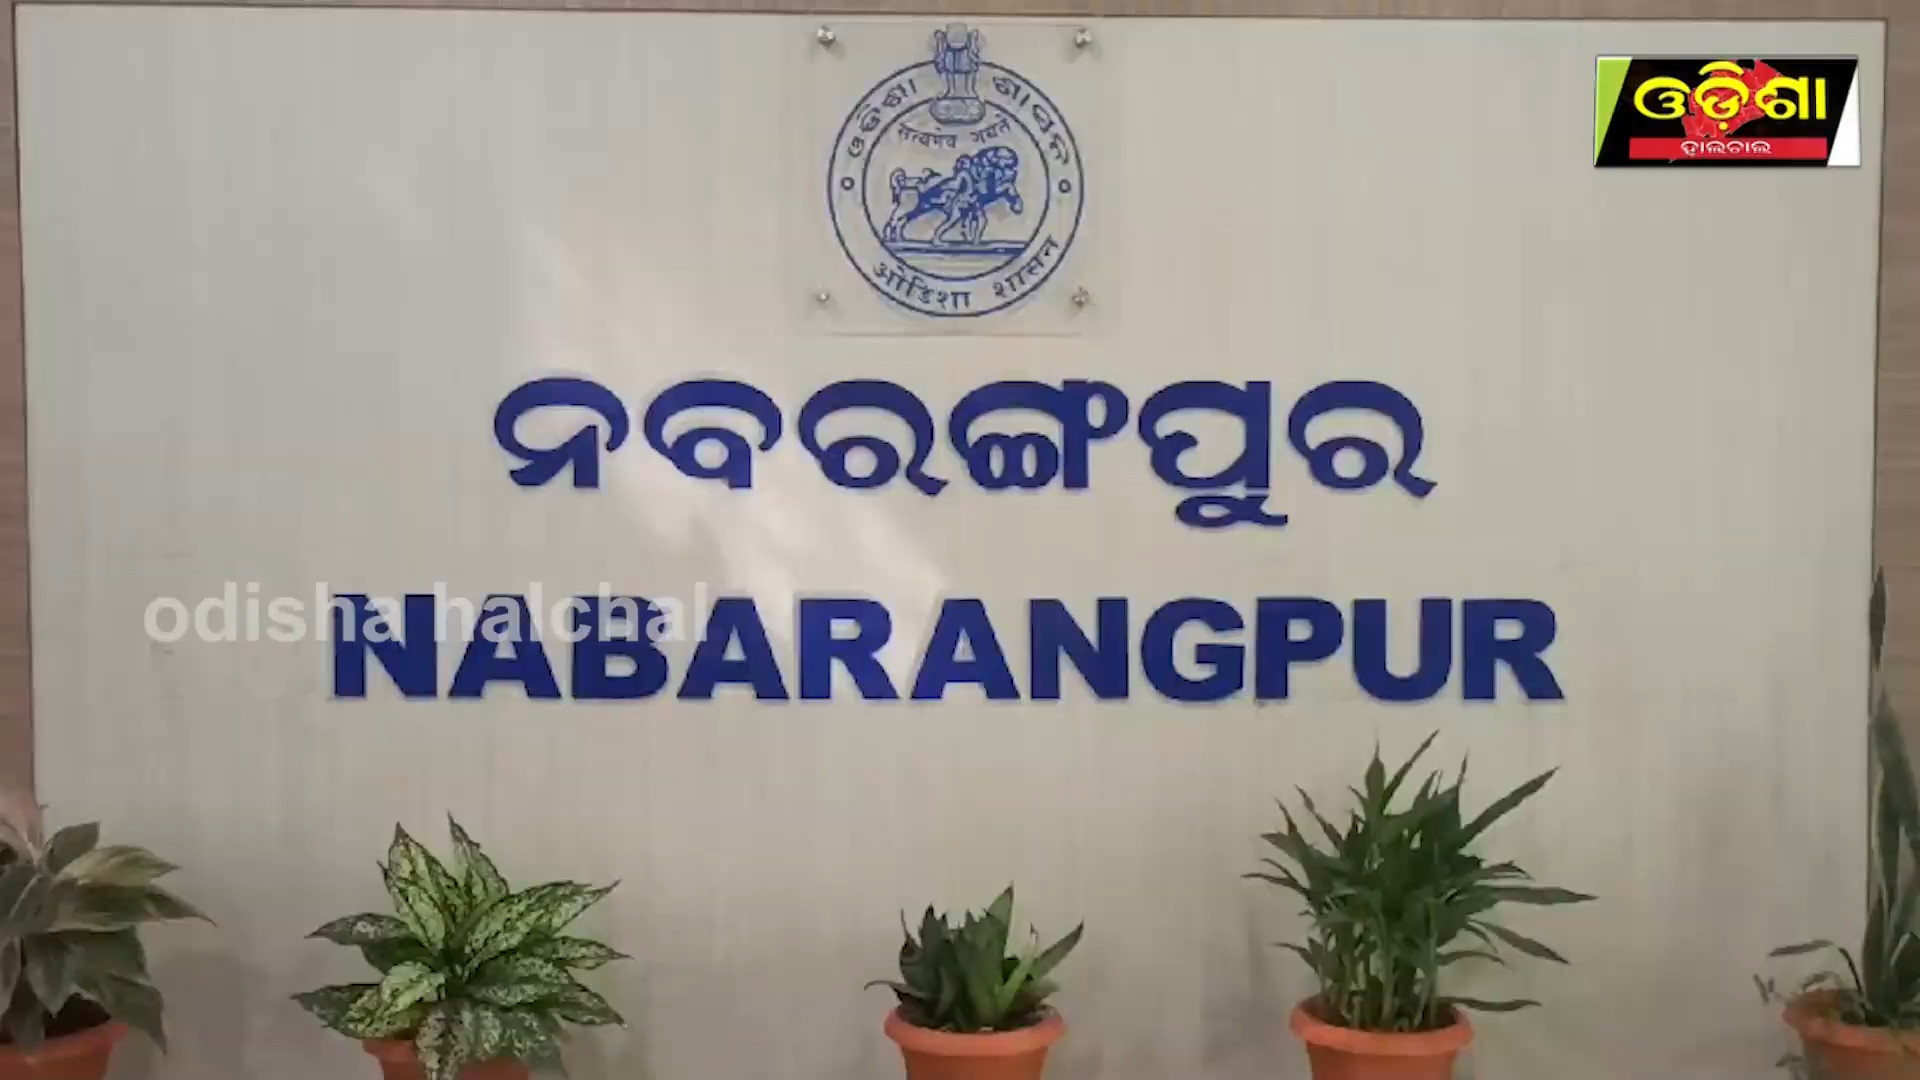 ଓଡ଼ିଶା ଶାସନ
सत्यमेव जयते
ओडिशा शासन
ଓଡ଼ିଶା
ହାଲଚାଲ
ନବରଙ୍ଗପୁର
odisha halchal
NABARANGPUR